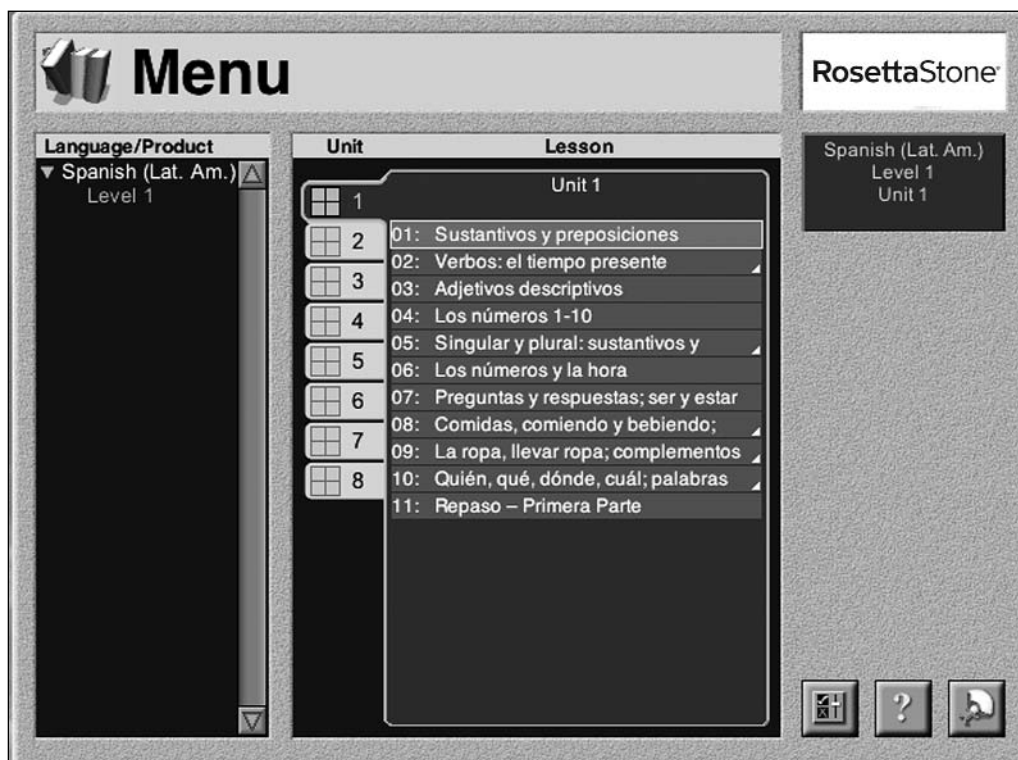 Menu
RosettaStone
Language/Product
Spanish (Lat. Am.)
Level 1
Unit
Lesson
1
2
3
4
5
6
7
8
Unit 1
01: Sustantivos y preposiciones
02: Verbos: el tiempo presente
03: Adjetivos descriptivos
04: Los números 1-10
05: Singular y plural: sustantivos y
06: Los números y la hora
07: Preguntas y respuestas; ser y estar
08: Comidas, comiendo y bebiendo;
09: La ropa, llevar ropa; complementos
10: Quién, qué, dónde, cuál; palabras
11: Repaso – Primera Parte
Spanish (Lat. Am.)
Level 1
Unit 1
?